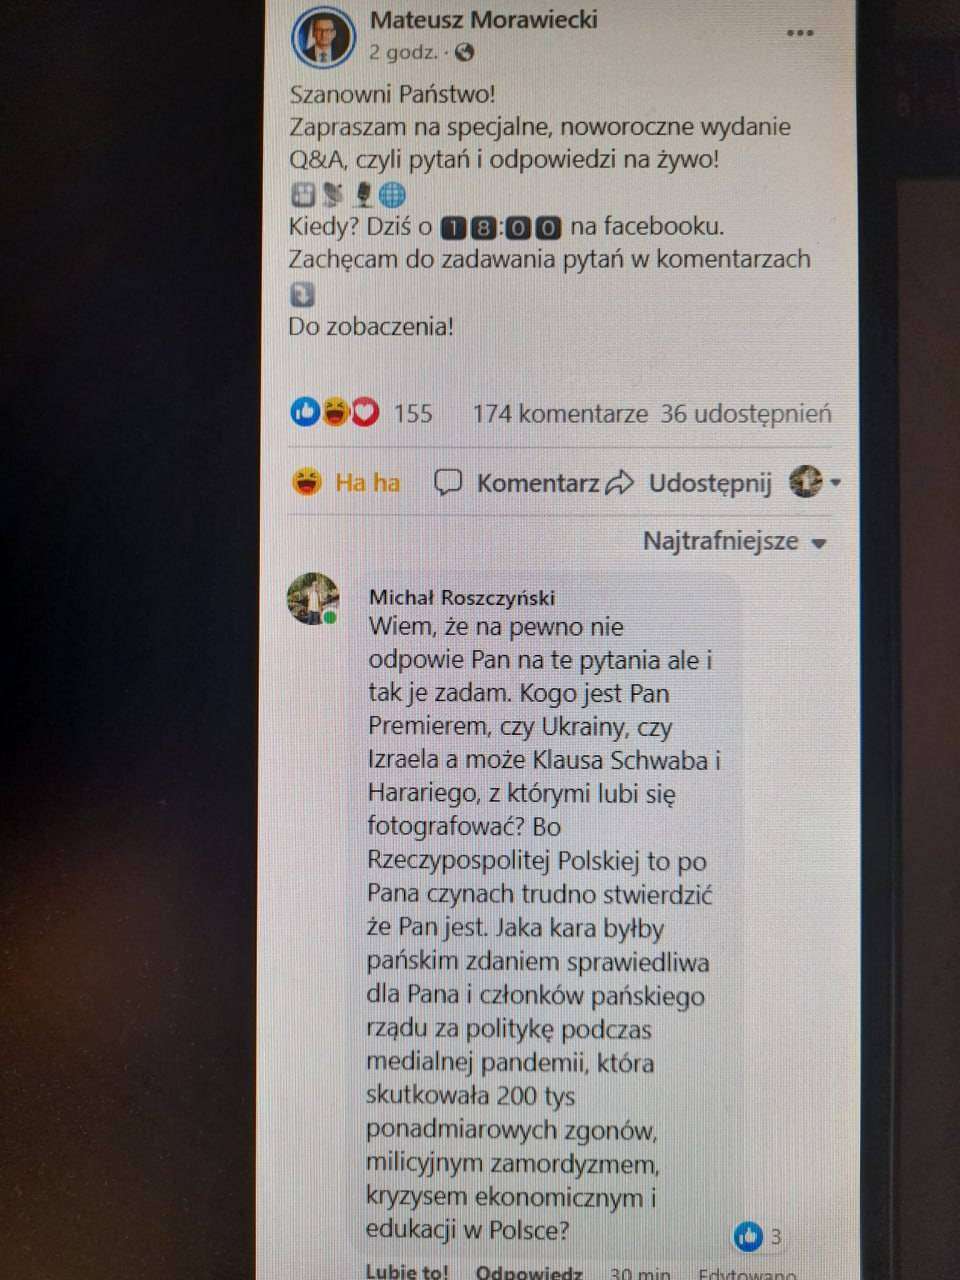 Mateusz Morawiecki
2 godz. ·
Szanowni Państwo!
Zapraszam na specjalne, noworoczne wydanie
Q&A, czyli pytań i odpowiedzi na żywo!
Kiedy? Dziś o 18:00 na facebooku.
Zachęcam do zadawania pytań w komentarzach
Do zobaczenia!
155 174 komentarze 36 udostępnień
Ha ha Komentarz Udostępnij
Najtrafniejsze
Michał Roszczyński
Wiem, że na pewno nie
odpowie Pan na te pytania ale i
tak je zadam. Kogo jest Pan
Premierem, czy Ukrainy, czy
Izraela a może Klausa Schwaba i
Harariego, z którymi lubi się
fotografować? Bo
Rzeczypospolitej Polskiej to po
Pana czynach trudno stwierdzić
że Pan jest. Jaka kara byłby
pańskim zdaniem sprawiedliwa
dla Pana i członków pańskiego
rządu za politykę podczas
medialnej pandemii, która
skutkowała 200 tys
ponadmiarowych zgonów,
milicyjnym zamordyzmem,
kryzysem ekonomicznym i
edukacji w Polsce?
3
Lubię to! Odpowiedz 30 min Edytowano